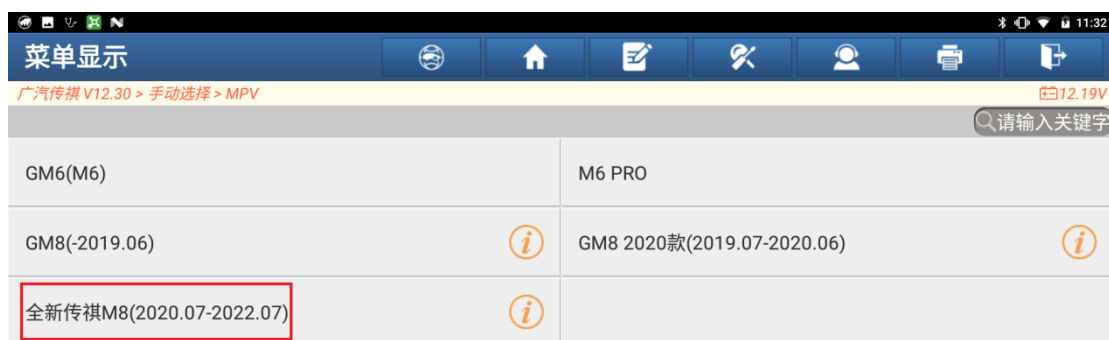 11:32
菜单显示
广汽传祺 V12.30 > 手动选择 > MPV
12.19V
请输入关键字
GM6(M6)
M6 PRO
GM8(-2019.06)
GM8 2020款(2019.07-2020.06)
全新传祺M8(2020.07-2022.07)